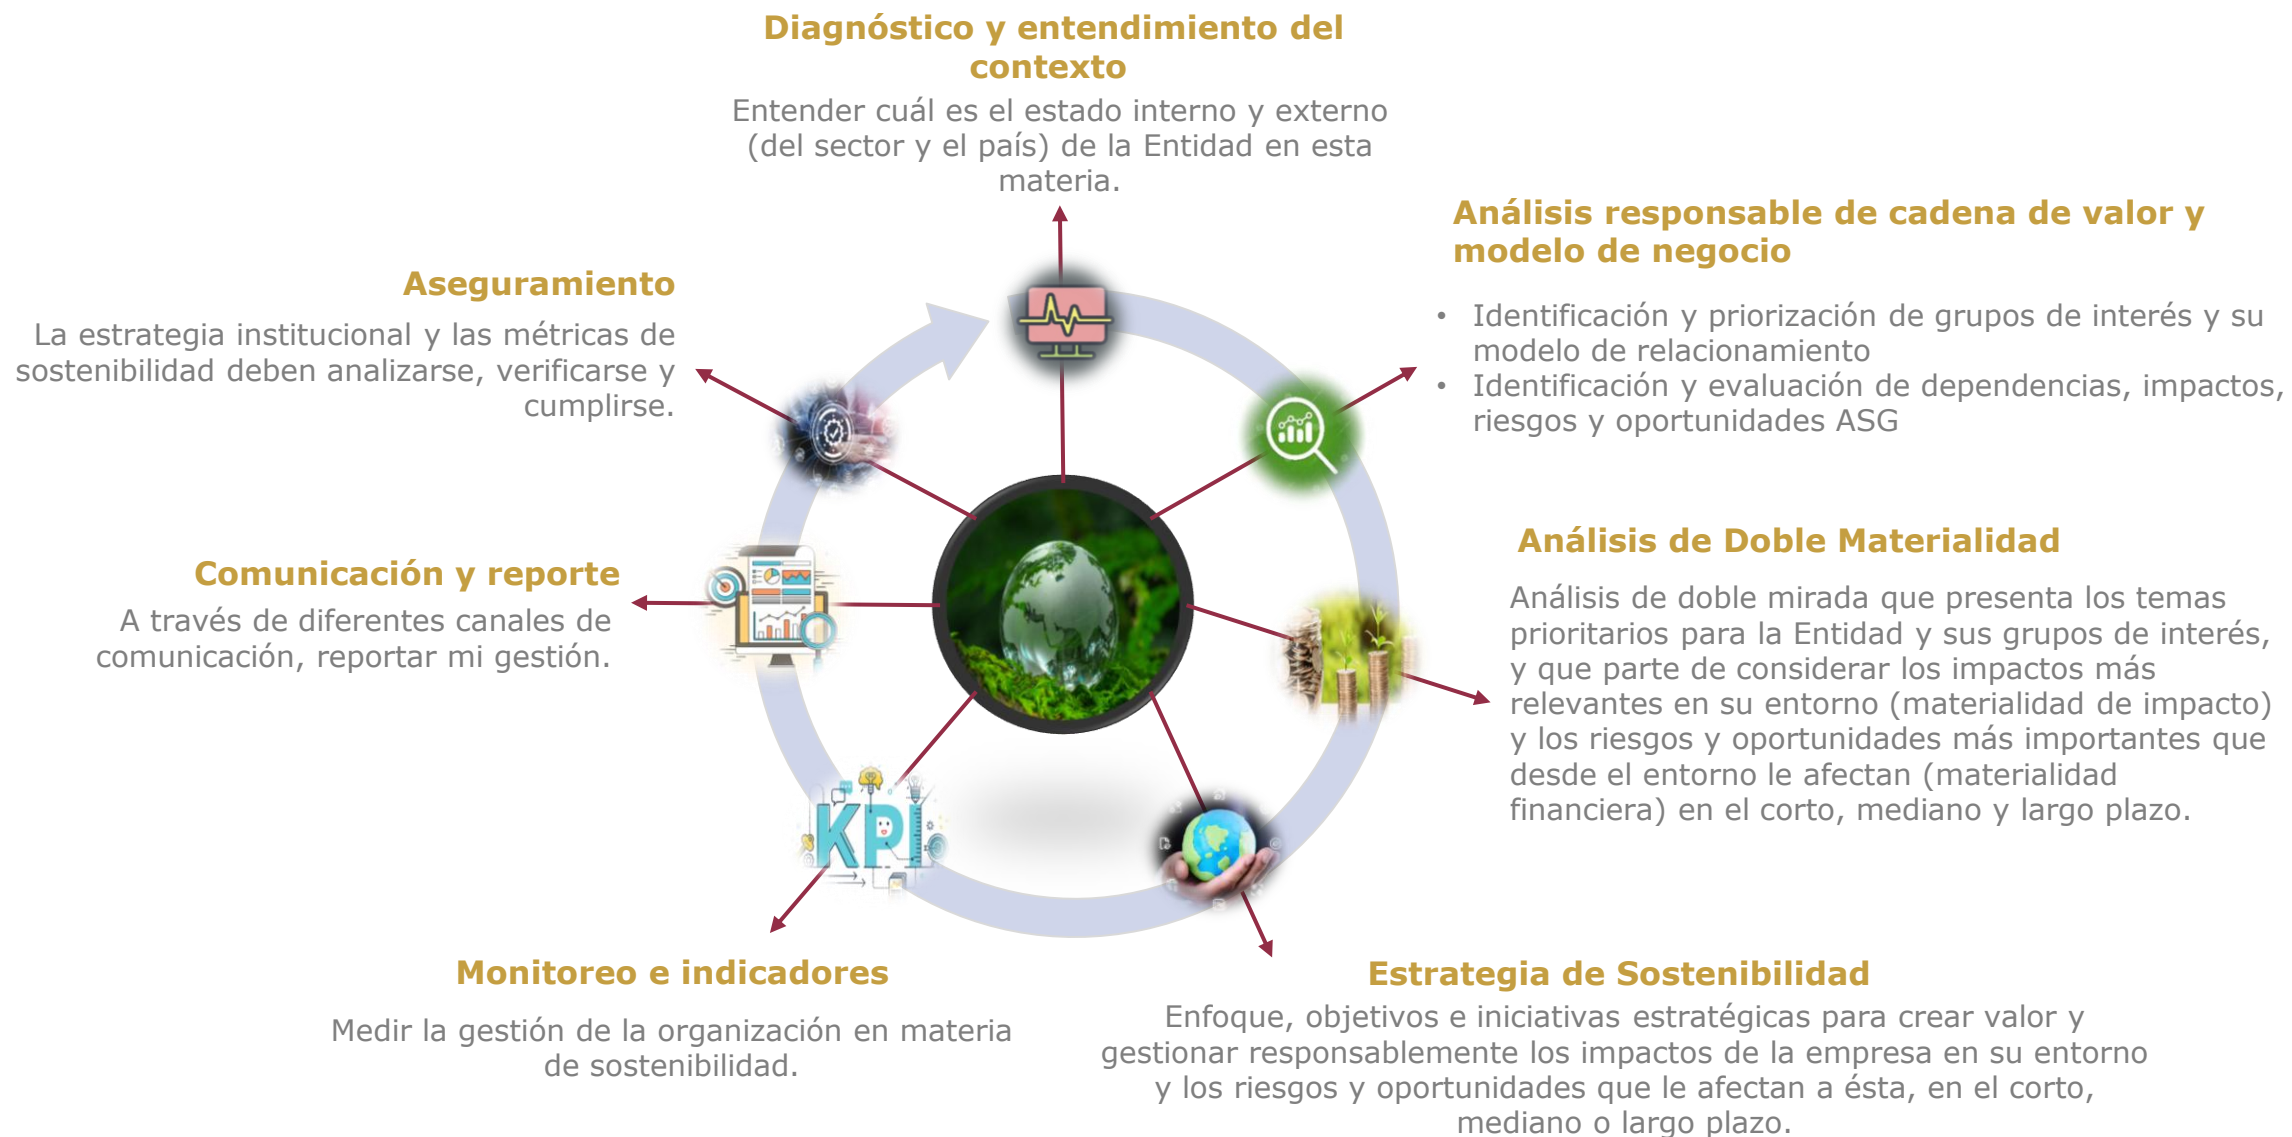 Diagnóstico y entendimiento del
contexto
Entender cuál es el estado interno y externo
(del sector y el país) de la Entidad en esta
materia.
Análisis responsable de cadena de valor y
modelo de negocio
• Identificación y priorización de grupos de interés y su
modelo de relacionamiento
• Identificación y evaluación de dependencias, impactos,
riesgos y oportunidades ASG
Análisis de Doble Materialidad
Análisis de doble mirada que presenta los temas
prioritarios para la Entidad y sus grupos de interés,
y que parte de considerar los impactos más
relevantes en su entorno (materialidad de impacto)
y los riesgos y oportunidades más importantes que
desde el entorno le afectan (materialidad
financiera) en el corto, mediano y largo plazo.
Estrategia de Sostenibilidad
Enfoque, objetivos e iniciativas estratégicas para crear valor y
gestionar responsablemente los impactos de la empresa en su entorno
y los riesgos y oportunidades que le afectan a ésta, en el corto,
mediano o largo plazo.
KPI
Monitoreo e indicadores
Medir la gestión de la organización en materia
de sostenibilidad.
Comunicación y reporte
A través de diferentes canales de
comunicación, reportar mi gestión.
Aseguramiento
La estrategia institucional y las métricas de
sostenibilidad deben analizarse, verificarse y
cumplirse.